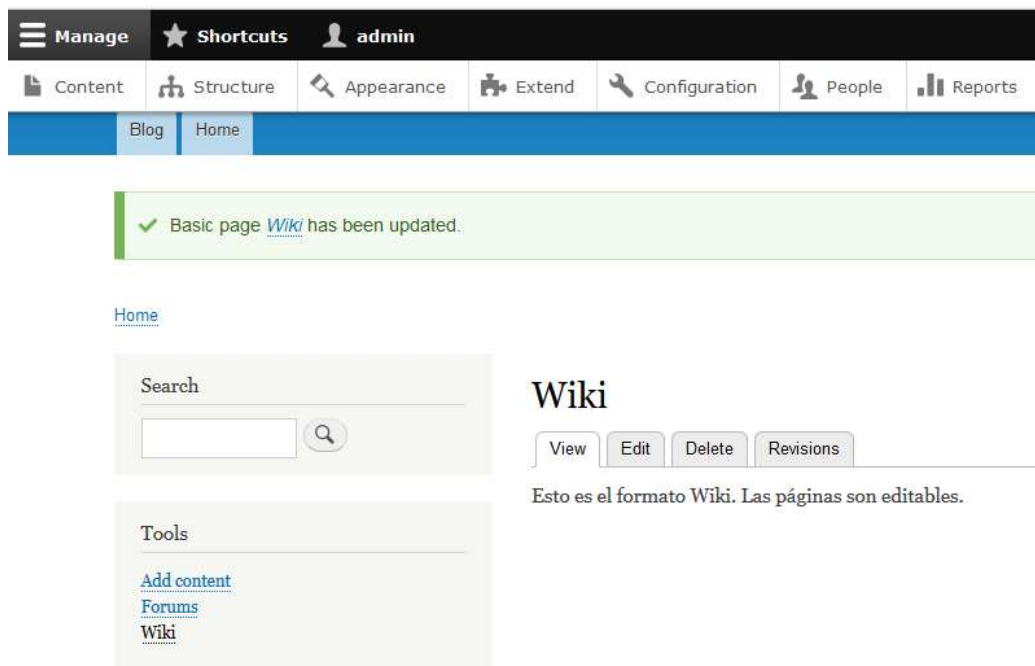 Manage Shortcuts admin
Content Structure Appearance Extend Configuration People Reports
Blog Home
Basic page Wiki has been updated.
Home
Search
Wiki
View Edit Delete Revisions
Esto es el formato Wiki. Las páginas son editables.
Tools
Add content
Forums
Wiki